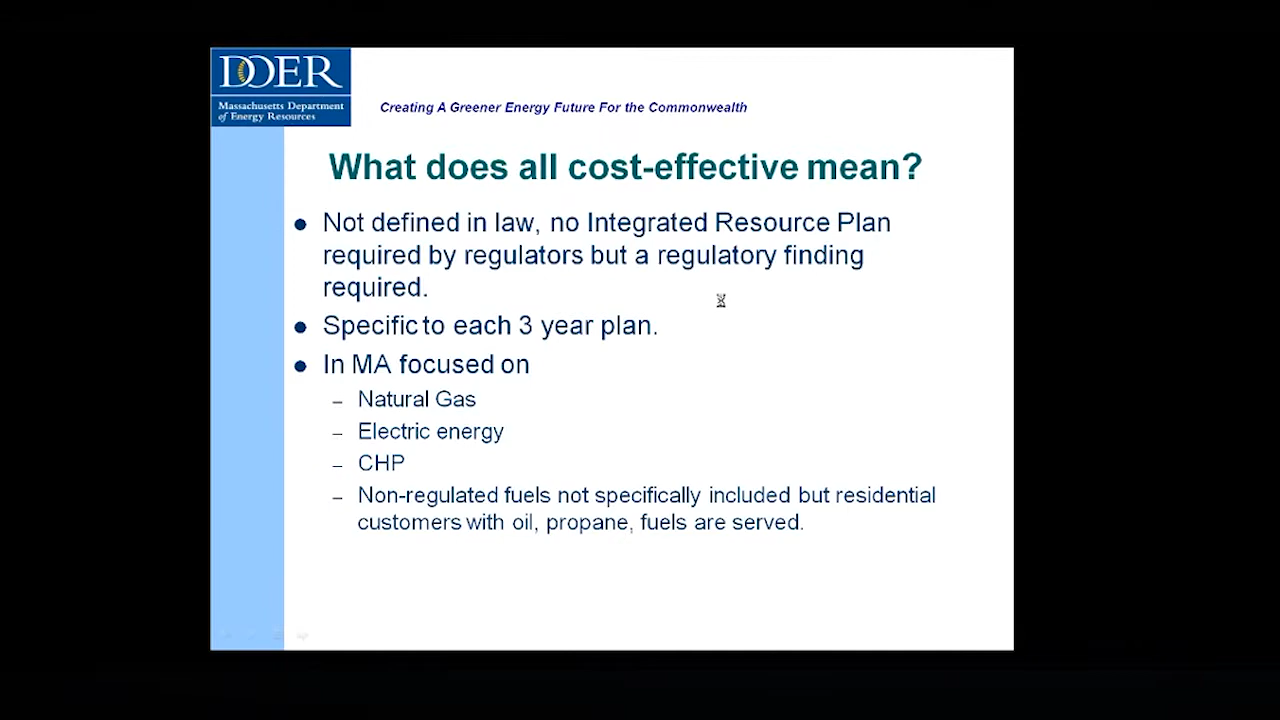 DOER
Massachusetts Department
of Energy Resources
Creating A Greener Energy Future For the Commonwealth
What does all cost-effective mean?
● Not defined in law, no Integrated Resource Plan
required by regulators but a regulatory finding
required.
● Specific to each 3 year plan.
● In MA focused on
– Natural Gas
– Electric energy
– CHP
– Non-regulated fuels not specifically included but residential
customers with oil, propane, fuels are served.